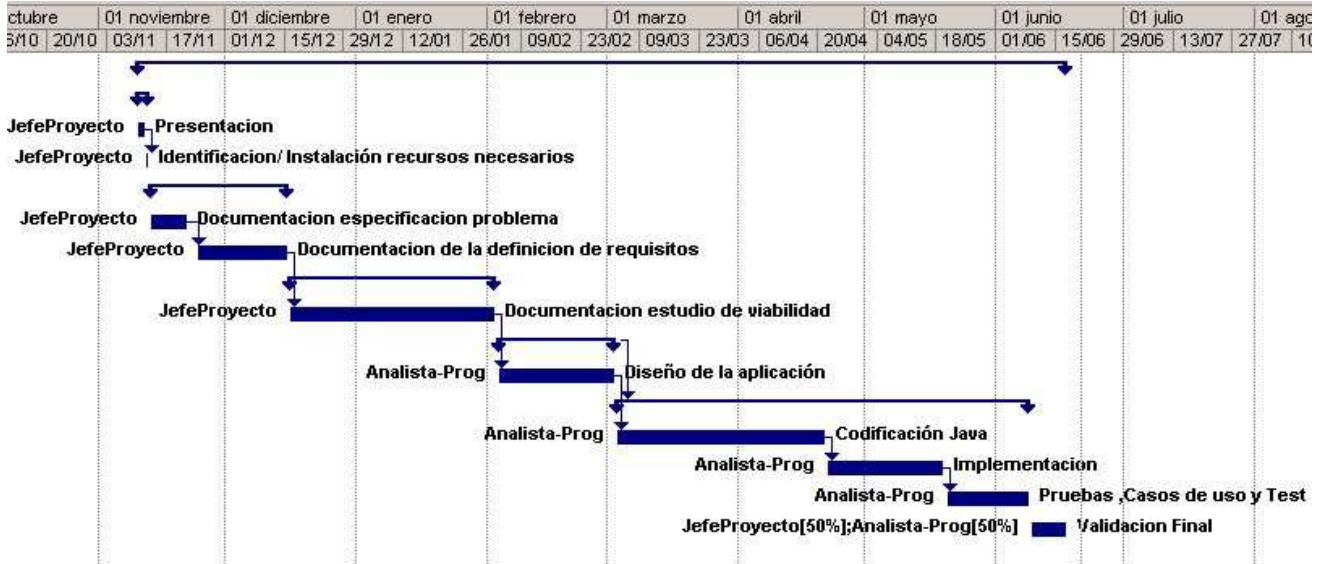 ctubre 01 noviembre 01 diciembre 01 enero 01 febrero 01 marzo 01 abril 01 mayo 01 junio 01 julio 01 ago
6/10 20/10 03/11 17/11 01/12 15/12 29/12 12/01 26/01 09/02 23/02 09/03 23/03 06/04 20/04 04/05 18/05 01/06 15/06 29/06 13/07 27/07 10
JefeProyecto Presentacion
JefeProyecto Identificacion/ Instalación recursos necesarios
JefeProyecto Documentacion especificacion problema
JefeProyecto Documentacion de la definicion de requisitos
JefeProyecto Documentacion estudio de viabilidad
Analista-Prog Diseño de la aplicación
Analista-Prog Codificación Java
Analista-Prog Implementacion
Analista-Prog Pruebas ,Casos de uso y Test
JefeProyecto[50%];Analista-Prog[50%] Validacion Final